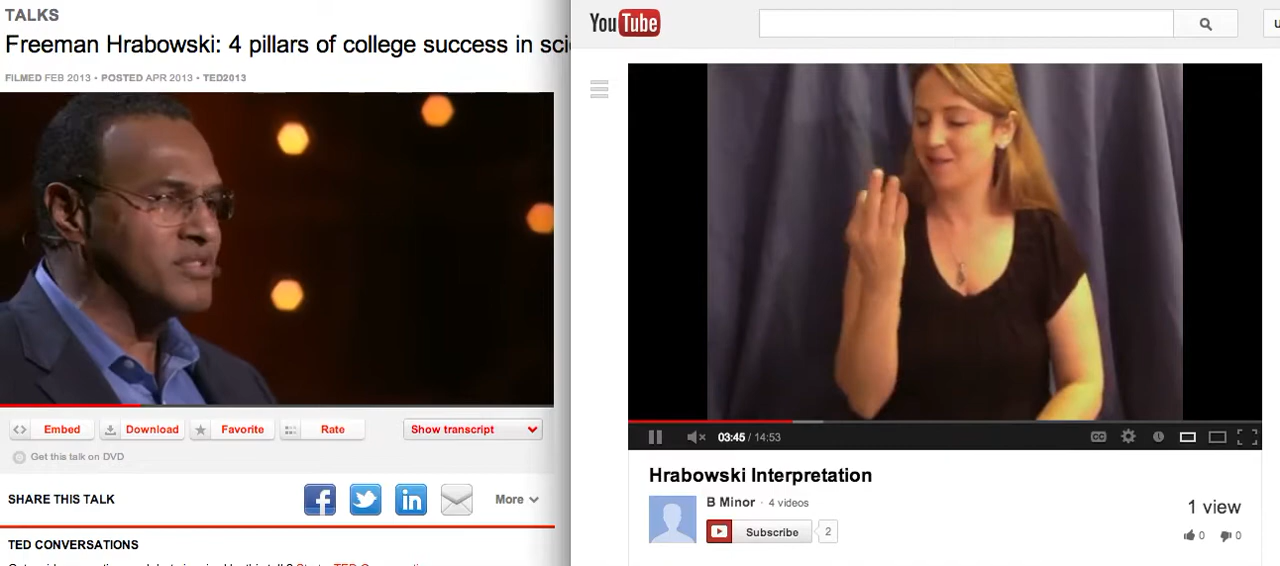 TALKS
Freeman Hrabowski: 4 pillars of college success in sci
FILMED FEB 2013 • POSTED APR 2013 • TED2013
Embed
Download
Favorite
Rate
Show transcript
Get this talk on DVD
SHARE THIS TALK
More
TED CONVERSATIONS
YouTube
03:45 / 14:53
CC
Hrabowski Interpretation
B Minor · 4 videos
Subscribe
2
1 view
0
0